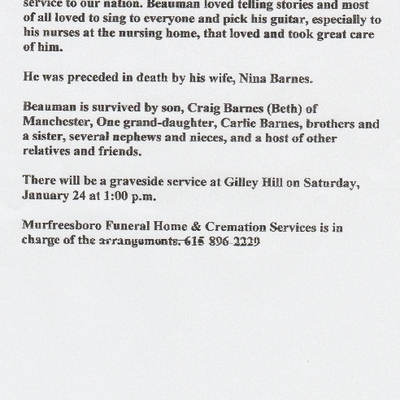 service to our nation. Beauman loved telling stories and most
of all loved to sing to everyone and pick his guitar, especially to
his nurses at the nursing home, that loved and took great care
of him.
He was preceded in death by his wife, Nina Barnes.
Beauman is survived by son, Craig Barnes (Beth) of
Manchester, One grand-daughter, Carlie Barnes, brothers and
a sister, several nephews and nieces, and a host of other
relatives and friends.
There will be a graveside service at Gilley Hill on Saturday,
January 24 at 1:00 p.m.
Murfreesboro Funeral Home & Cremation Services is in
charge of the arrangements. 615 896 2229